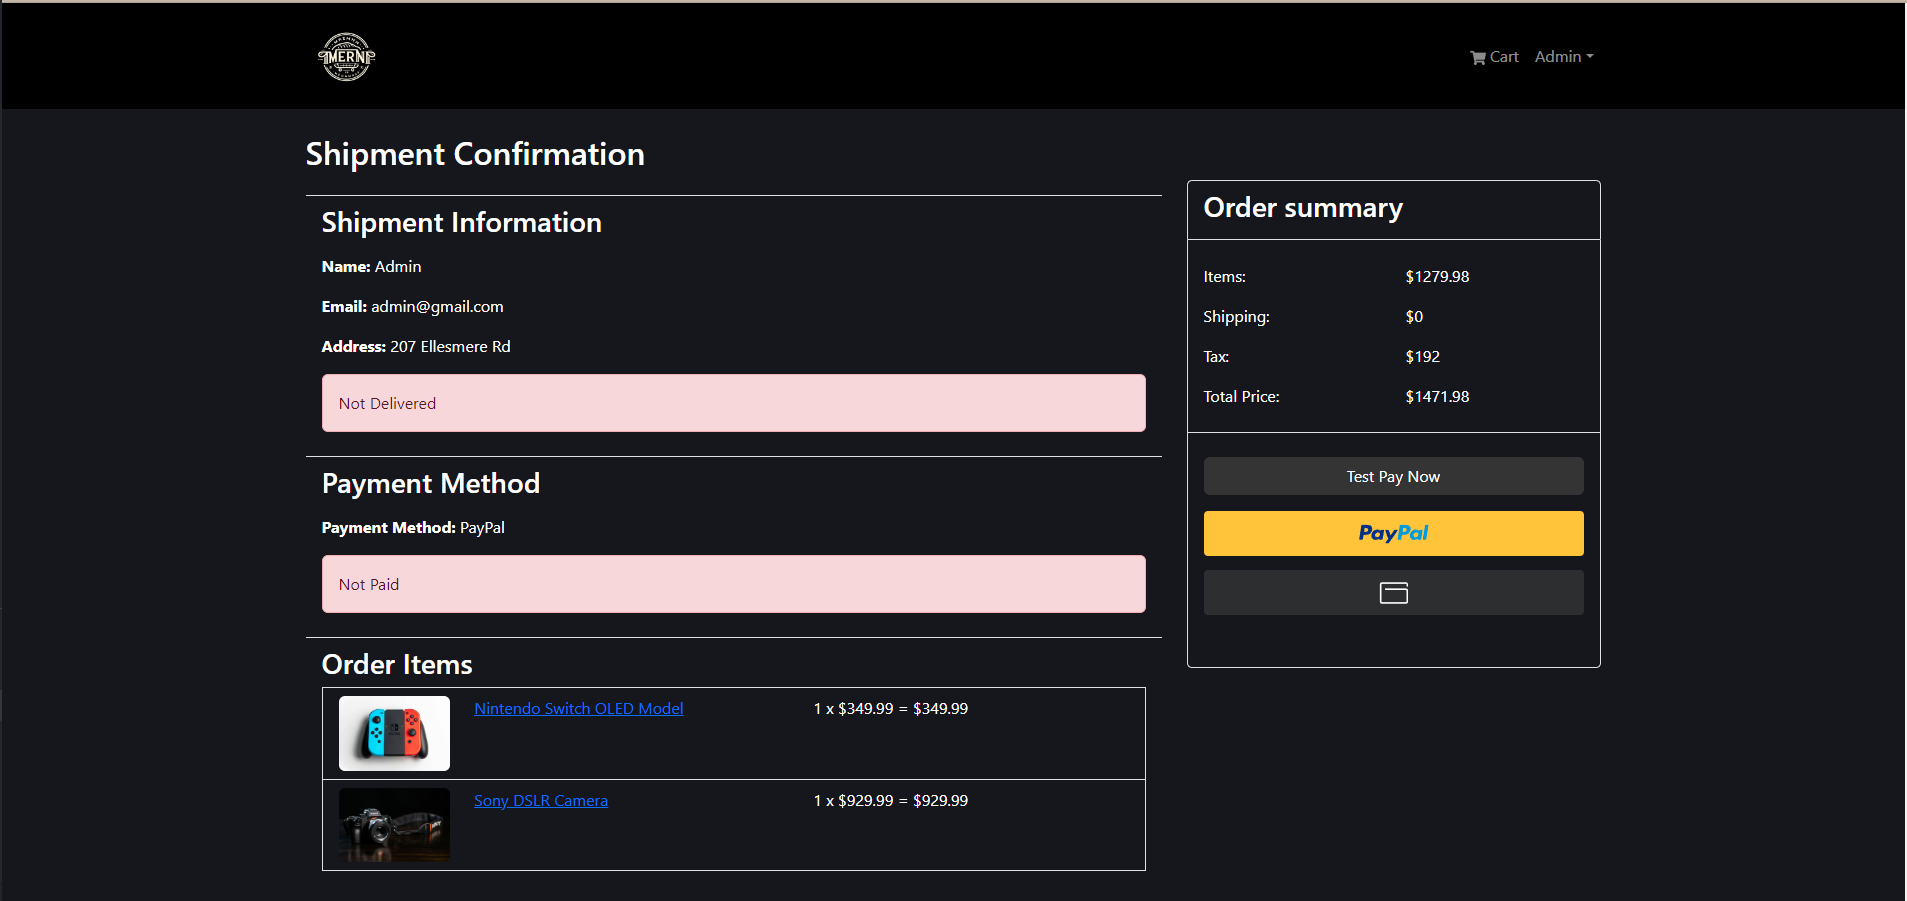 MERN
Cart
Admin
Shipment Confirmation
Shipment Information
Name: Admin
Email: admin@gmail.com
Address: 207 Ellesmere Rd
Not Delivered
Payment Method
Payment Method: PayPal
Not Paid
Order Items
Nintendo Switch OLED Model
1 x $349.99 = $349.99
Sony DSLR Camera
1 x $929.99 = $929.99
Order summary
Items: $1279.98
Shipping: $0
Tax: $192
Total Price: $1471.98
Test Pay Now
PayPal